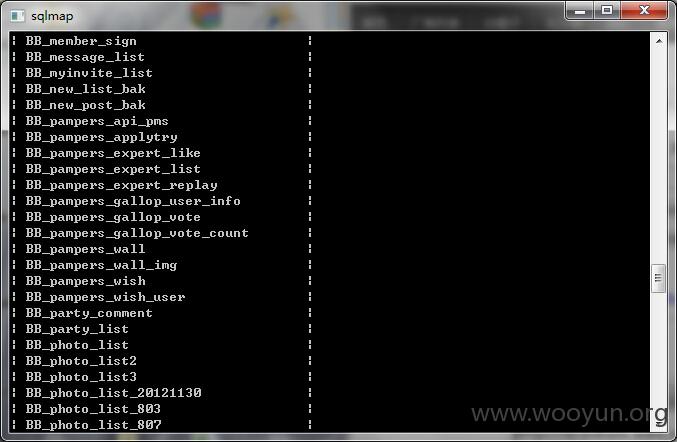 sqlmap
¦ BB_member_sign ¦
¦ BB_message_list ¦
¦ BB_myinvite_list ¦
¦ BB_new_list_bak ¦
¦ BB_new_post_bak ¦
¦ BB_pampers_api_pms ¦
¦ BB_pampers_applytry ¦
¦ BB_pampers_expert_like ¦
¦ BB_pampers_expert_list ¦
¦ BB_pampers_expert_replay ¦
¦ BB_pampers_gallop_user_info ¦
¦ BB_pampers_gallop_vote ¦
¦ BB_pampers_gallop_vote_count ¦
¦ BB_pampers_wall ¦
¦ BB_pampers_wall_img ¦
¦ BB_pampers_wish ¦
¦ BB_pampers_wish_user ¦
¦ BB_party_comment ¦
¦ BB_party_list ¦
¦ BB_photo_list ¦
¦ BB_photo_list2 ¦
¦ BB_photo_list3 ¦
¦ BB_photo_list_20121130 ¦
¦ BB_photo_list_803 ¦
¦ BB_photo_list_807 ¦
www.wooyun.org